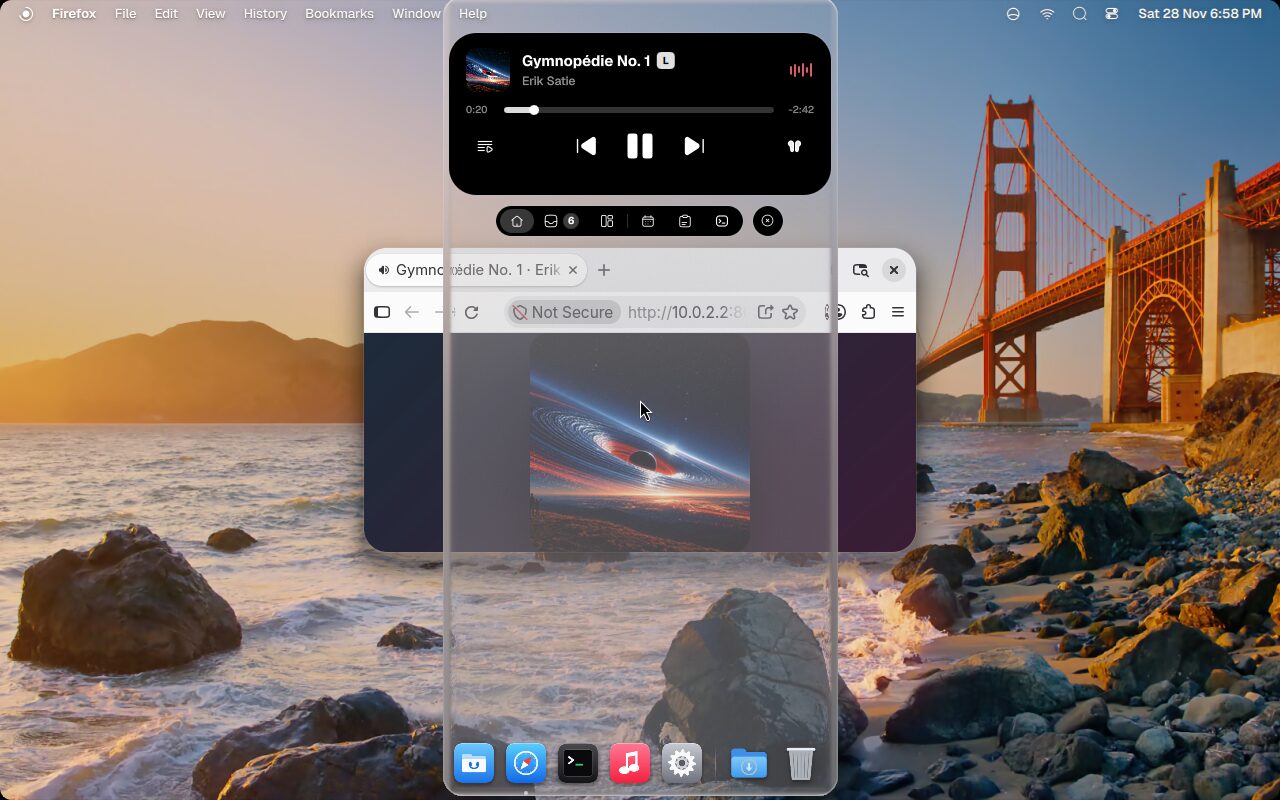 Firefox File Edit View History Bookmarks Window Help Sat 28 Nov 6:58 PM
Gymnopédie No. 1 L
Erik Satie
0:20 -2:42
6
Gymnopédie No. 1 · Erik
Not Secure http://10.0.2.2:8